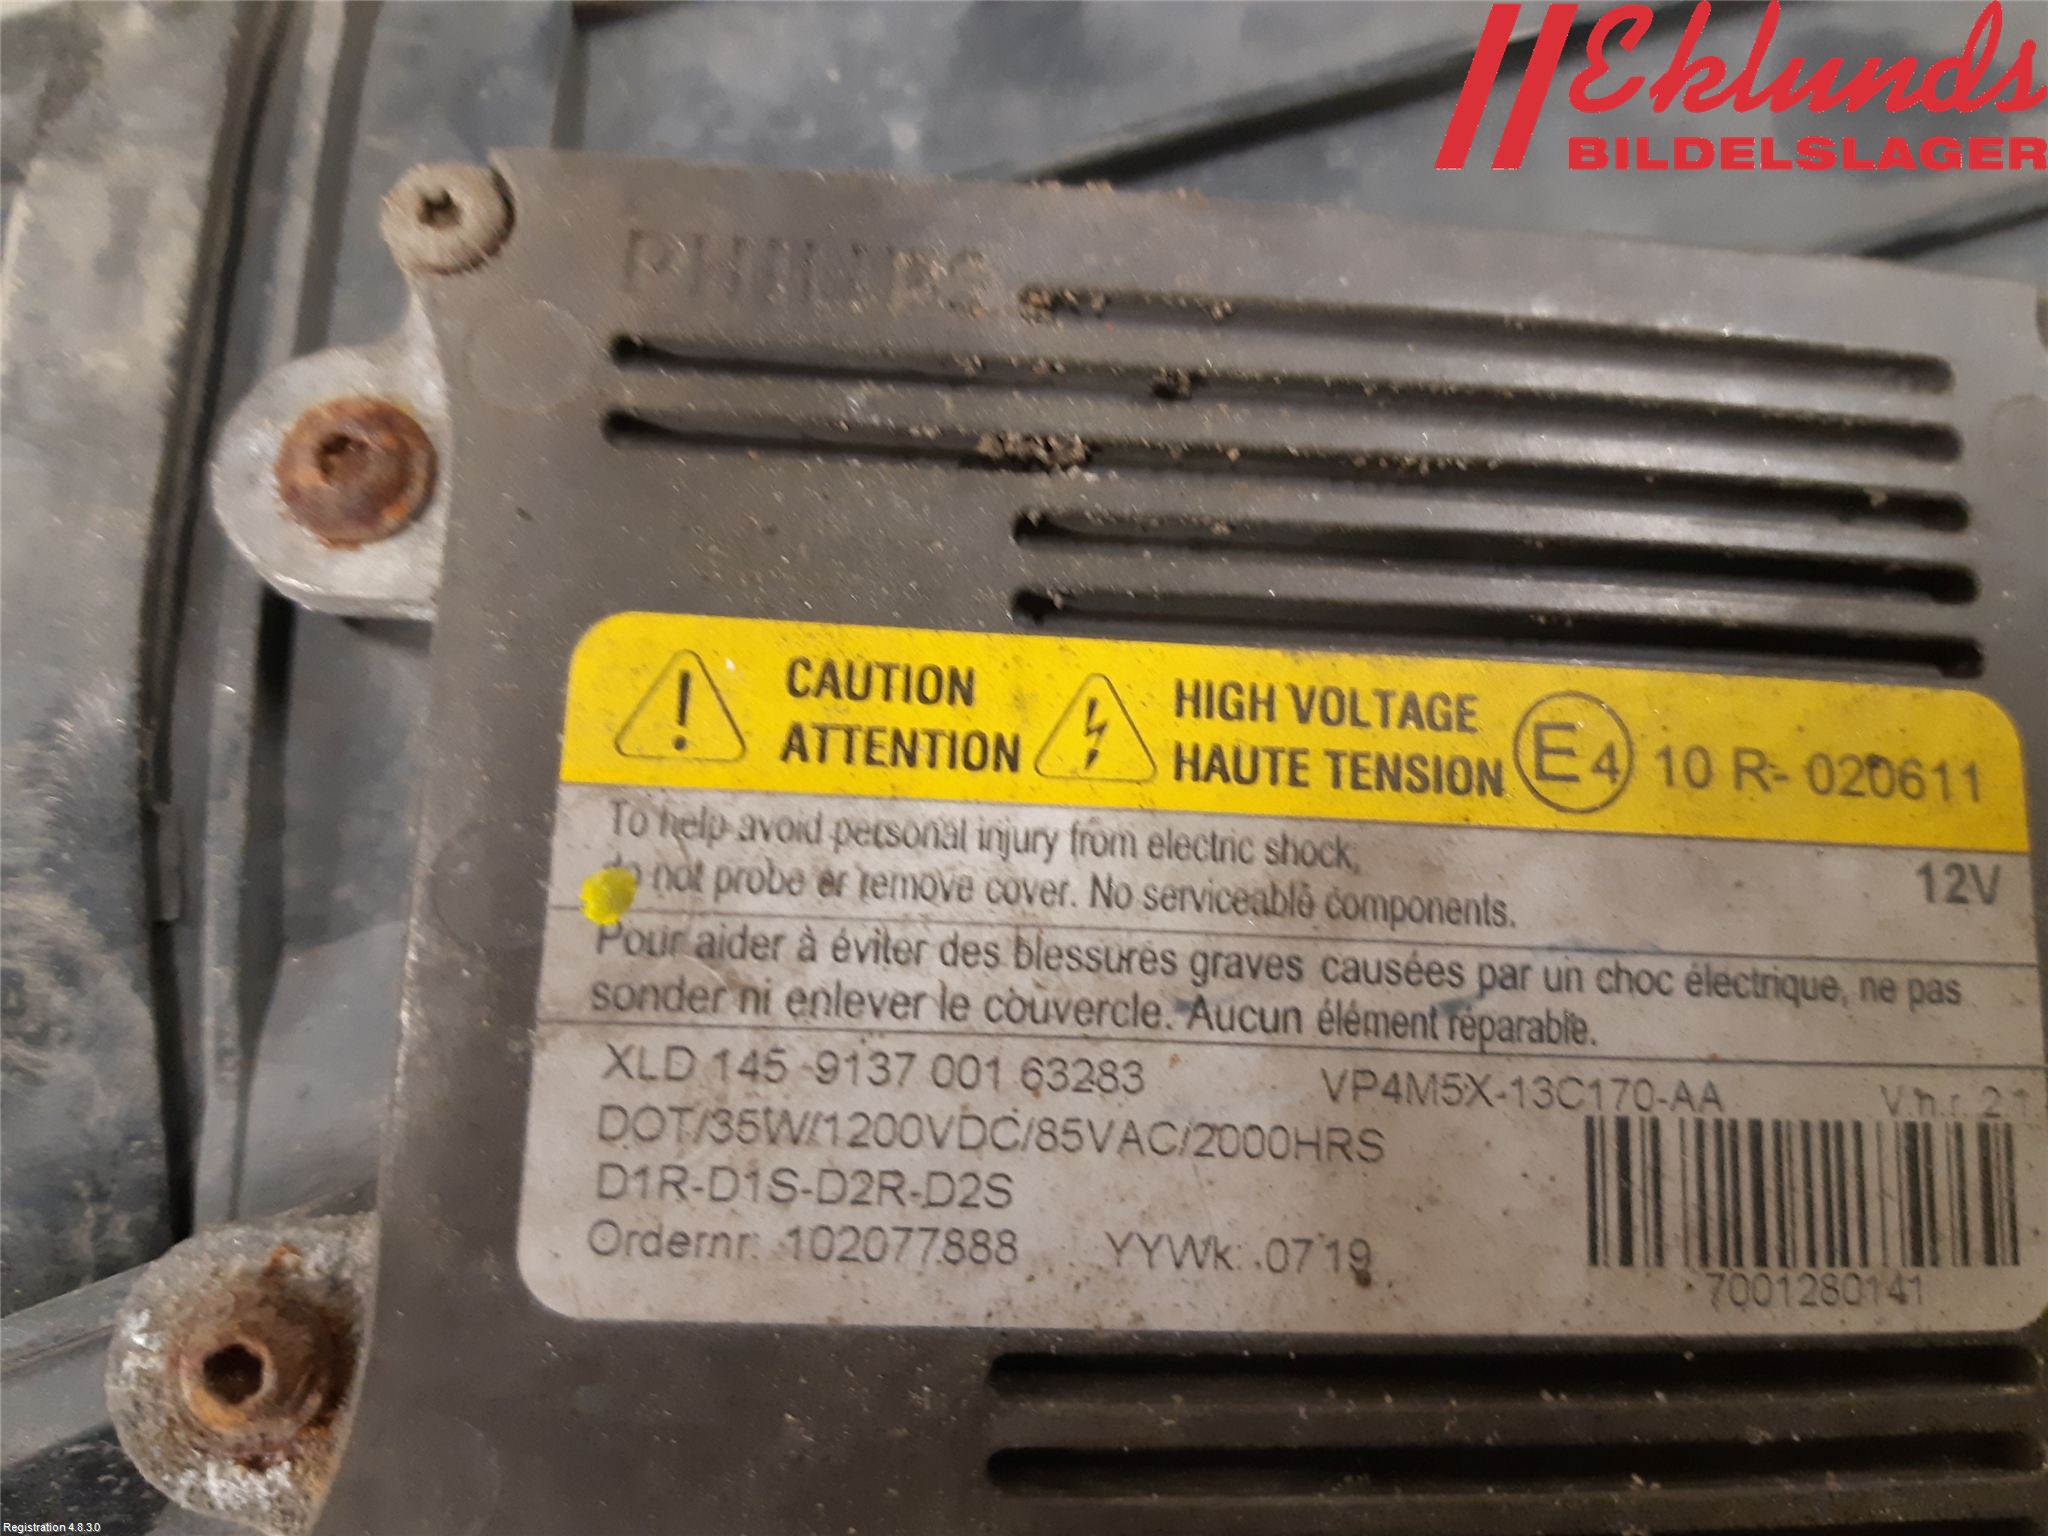 Eklunds
BILDELSLAGER
PHILIPS
CAUTION
ATTENTION
HIGH VOLTAGE
HAUTE TENSION
E4 10 R- 020611
To help avoid personal injury from electric shock,
do not probe or remove cover. No serviceable components.
12V
Pour aider à éviter des blessures graves causées par un choc électrique, ne pas
sonder ni enlever le couvercle. Aucun élément réparable.
XLD 145 9137 001 63283 VP4M5X-13C170-AA V.n.r. 2.1
DOT/35W/1200VDC/85VAC/2000HRS
D1R-D1S-D2R-D2S
Ordernr: 102077888 YYWk: 0719
7001280141
Registration 4.8.3.0